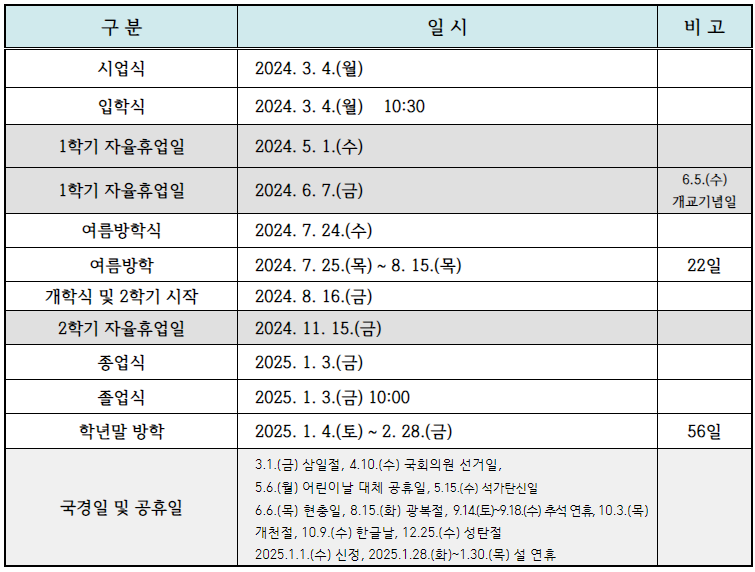 구 분 일 시 비 고
시업식 2024. 3. 4.(월)
입학식 2024. 3. 4.(월) 10:30
1학기 자율휴업일 2024. 5. 1.(수)
1학기 자율휴업일 2024. 6. 7.(금) 6.5.(수)
개교기념일
여름방학식 2024. 7. 24.(수)
여름방학 2024. 7. 25.(목) ~ 8. 15.(목) 22일
개학식 및 2학기 시작 2024. 8. 16.(금)
2학기 자율휴업일 2024. 11. 15.(금)
종업식 2025. 1. 3.(금)
졸업식 2025. 1. 3.(금) 10:00
학년말 방학 2025. 1. 4.(토) ~ 2. 28.(금) 56일
국경일 및 공휴일
3.1.(금) 삼일절, 4.10.(수) 국회의원 선거일,
5.6.(월) 어린이날 대체 공휴일, 5.15.(수) 석가탄신일
6.6.(목) 현충일, 8.15.(화) 광복절, 9.14.(토)~9.18.(수) 추석 연휴, 10.3.(목)
개천절, 10.9.(수) 한글날, 12.25.(수) 성탄절
2025.1.1.(수) 신정, 2025.1.28.(화)~1.30.(목) 설 연휴